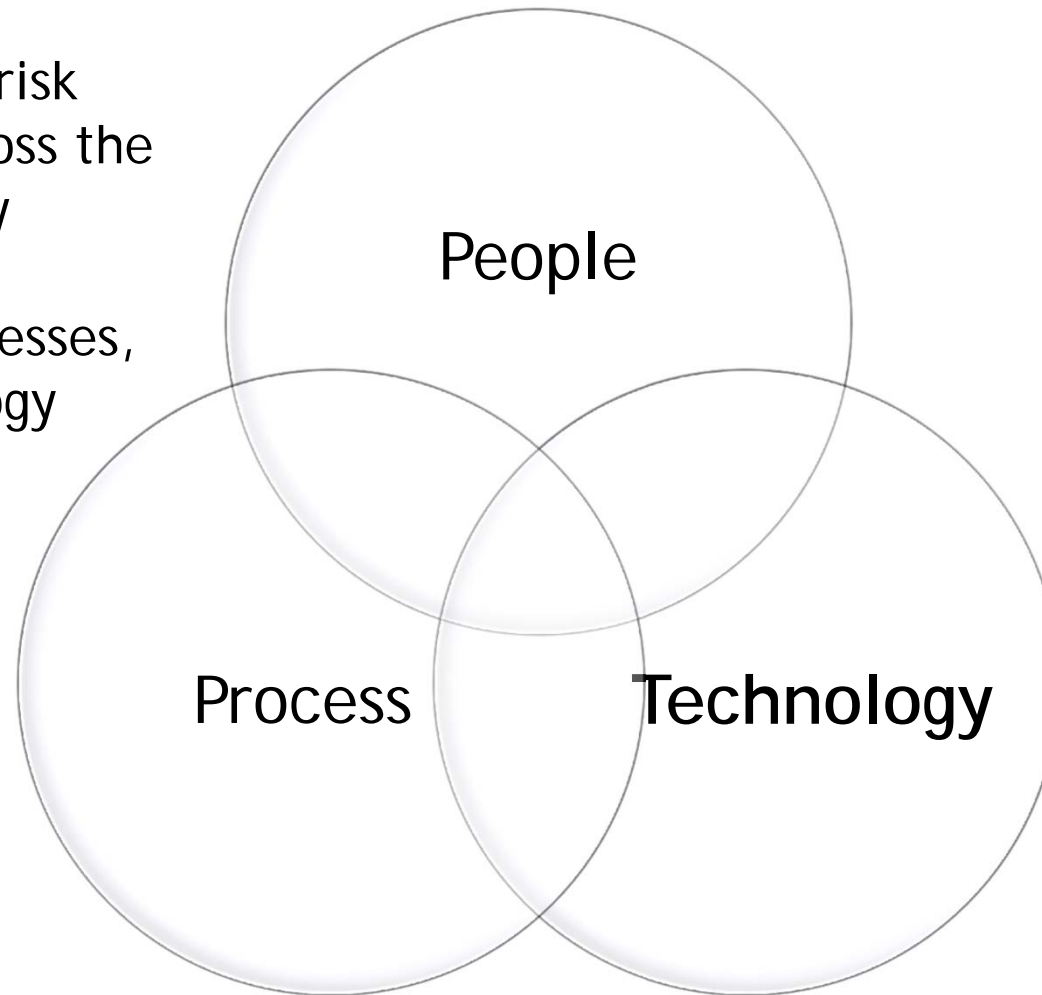 risk
oss the
y
esses,
ogy
People
Process
Technology